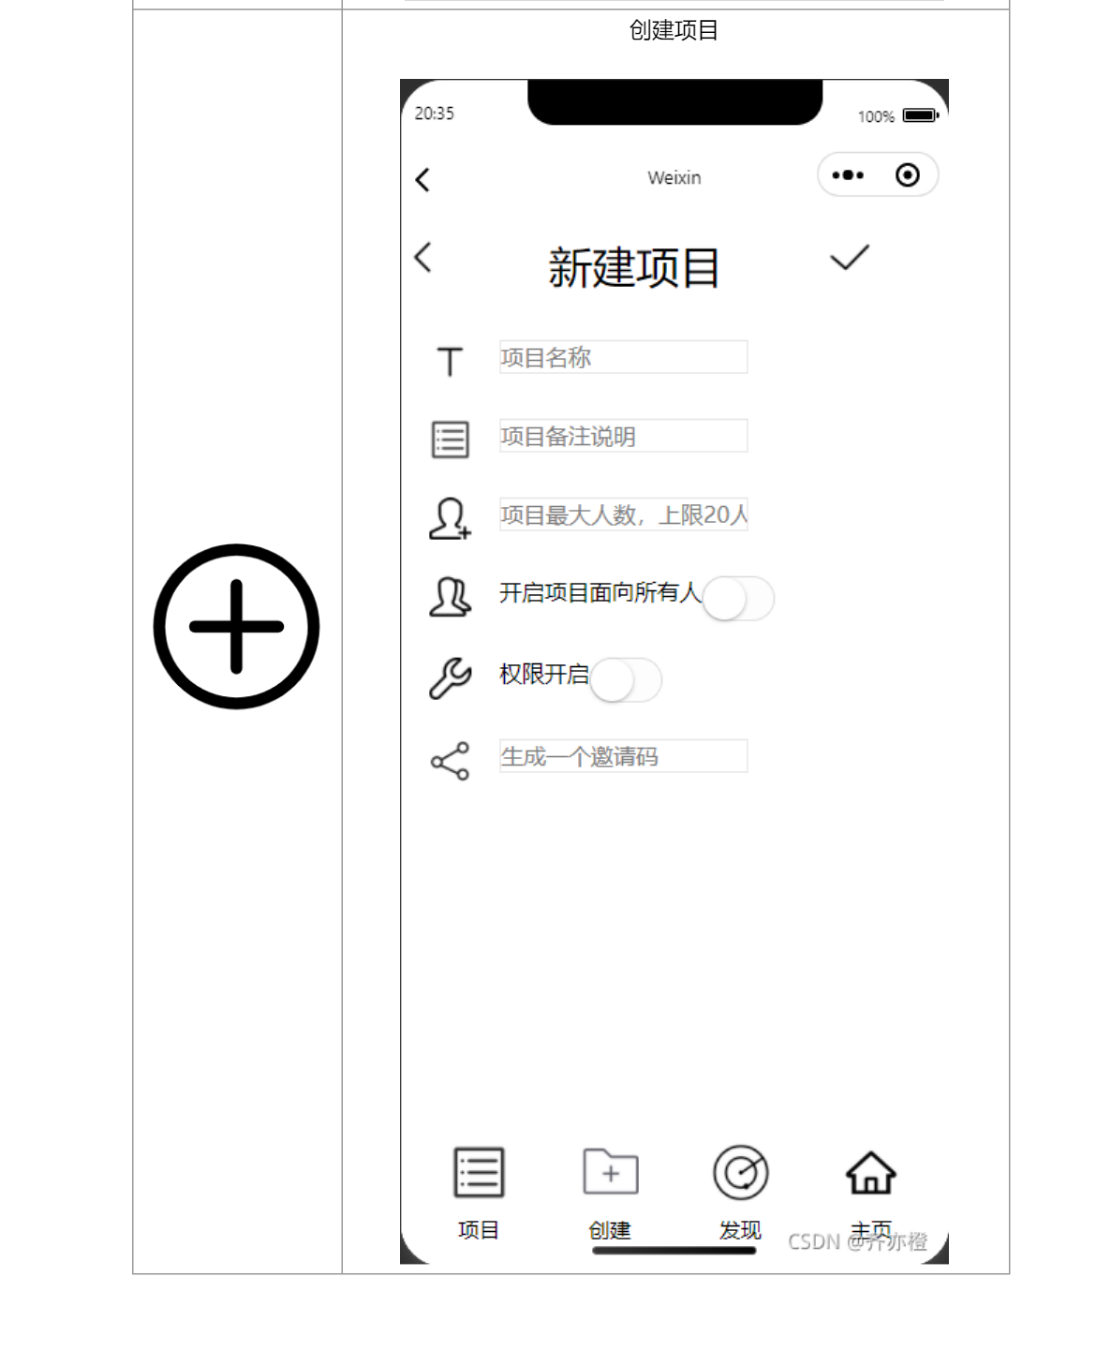 创建项目
20:35
100%
Weixin
新建项目
项目名称
项目备注说明
项目最大人数，上限20人
开启项目面向所有人
权限开启
生成一个邀请码
项目
创建
发现
主页
CSDN @齐亦橙